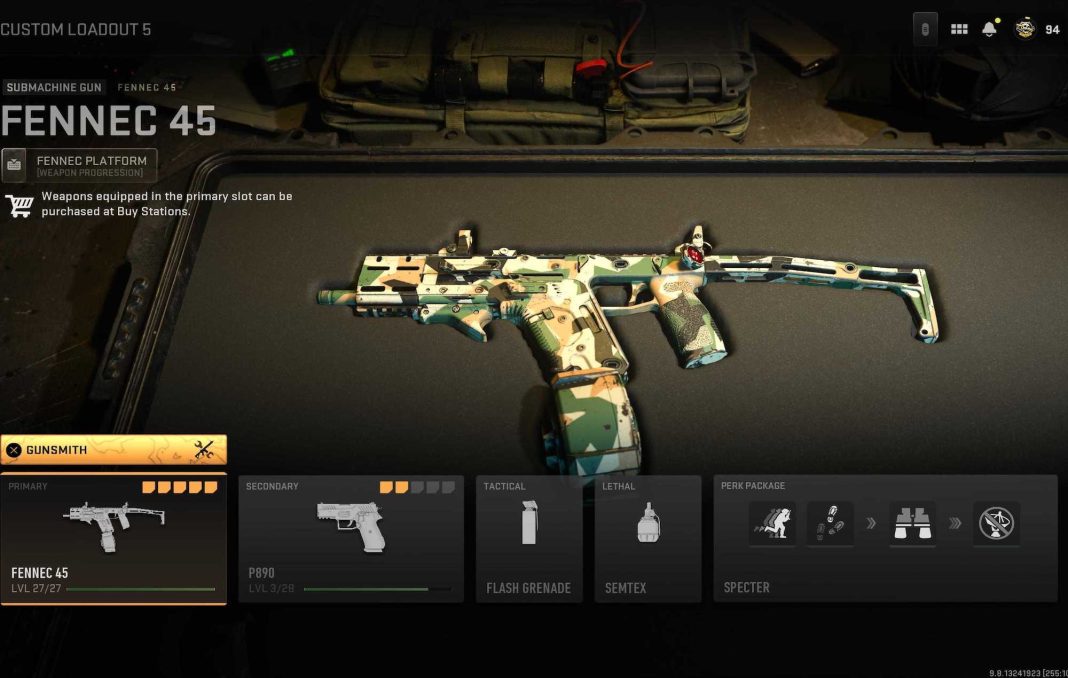 CUSTOM LOADOUT 5
94
SUBMACHINE GUN FENNEC 45
FENNEC 45
FENNEC PLATFORM
[WEAPON PROGRESSION]
Weapons equipped in the primary slot can be
purchased at Buy Stations.
GUNSMITH
PRIMARY
FENNEC 45
LVL 27/27
SECONDARY
P890
LVL 3/28
TACTICAL
FLASH GRENADE
LETHAL
SEMTEX
PERK PACKAGE
SPECTER
9.8.13241923 [255:10